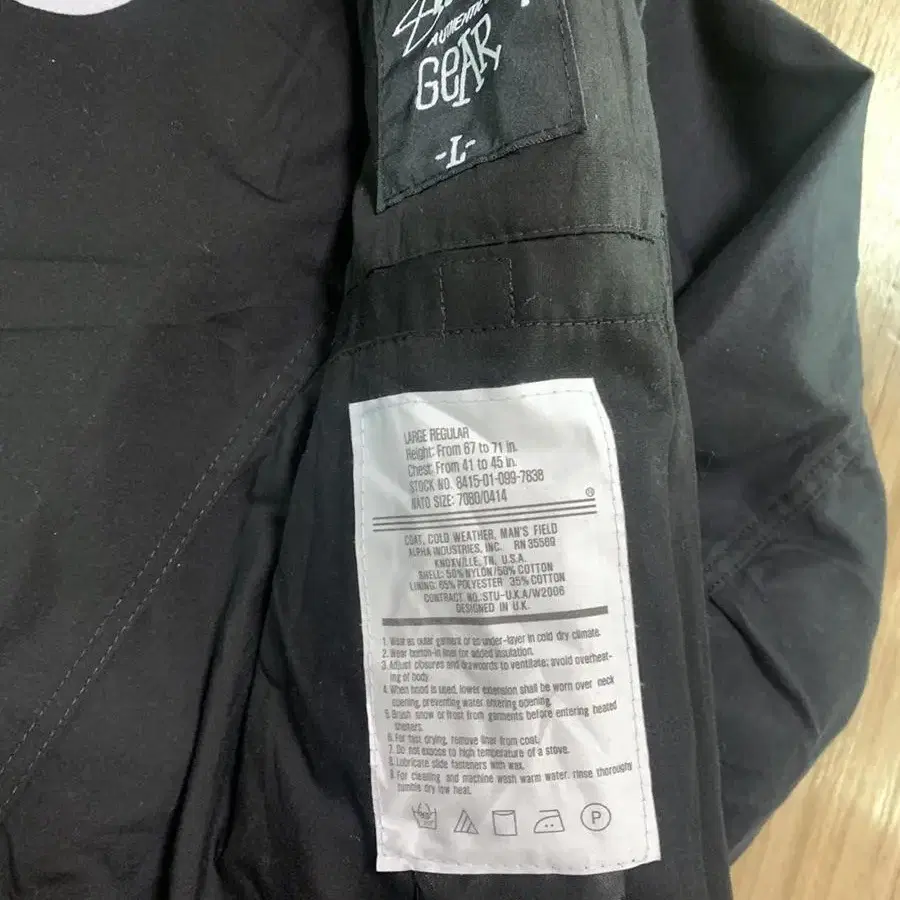 AUTHENTIC
GEAR
-L-
LARGE REGULAR
Height: From 67 to 71 in.
Chest: From 41 to 45 in.
STOCK NO. 8415-01-099-7838
NATO SIZE: 7080/0414
®
COAT, COLD WEATHER, MAN'S FIELD
ALPHA INDUSTRIES, INC. RN 35569
KNOXVILLE, TN, U.S.A.
SHELL: 50% NYLON/50% COTTON
LINING: 65% POLYESTER 35% COTTON
CONTRACT NO.:STU-U.K.A/W2006
DESIGNED IN U.K.
1. Wear as outer garment or as under-layer in cold dry climate.
2. Wear button-in liner for added insulation.
3. Adjust closures and drawcords to ventilate; avoid overheat-
ing of body.
4. When hood is used, lower extension shall be worn over neck
opening, preventing water entering opening.
5. Brush snow or frost from garments before entering heated
shelters.
6. For fast drying, remove liner from coat.
7. Do not expose to high temperature of a stove.
8. Lubricate slide fasteners with wax.
9. For cleaning and machine wash warm water. rinse thoroughly
tumble dry low heat.
P